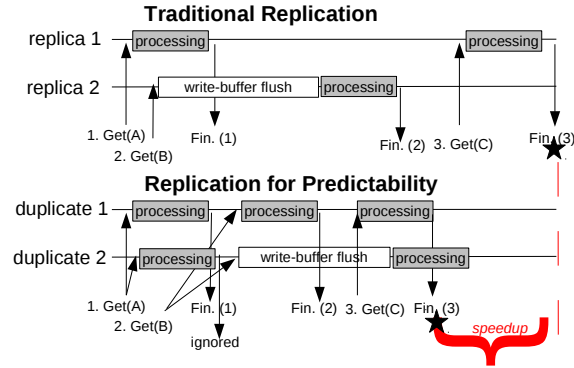 Traditional Replication
replica 1
processing
processing
replica 2
write-buffer flush
processing
1. Get(A)
Fin. (1)
2. Get(B)
Fin. (2)
3. Get(C)
Fin. (3)
Replication for Predictability
duplicate 1
processing
processing
processing
duplicate 2
processing
write-buffer flush
processing
1. Get(A)
Fin. (1)
2. Get(B)
Fin. (2)
3. Get(C)
Fin. (3)
ignored
speedup